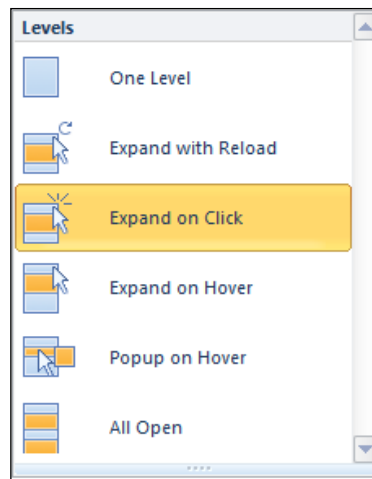 Levels
One Level
Expand with Reload
Expand on Click
Expand on Hover
Popup on Hover
All Open